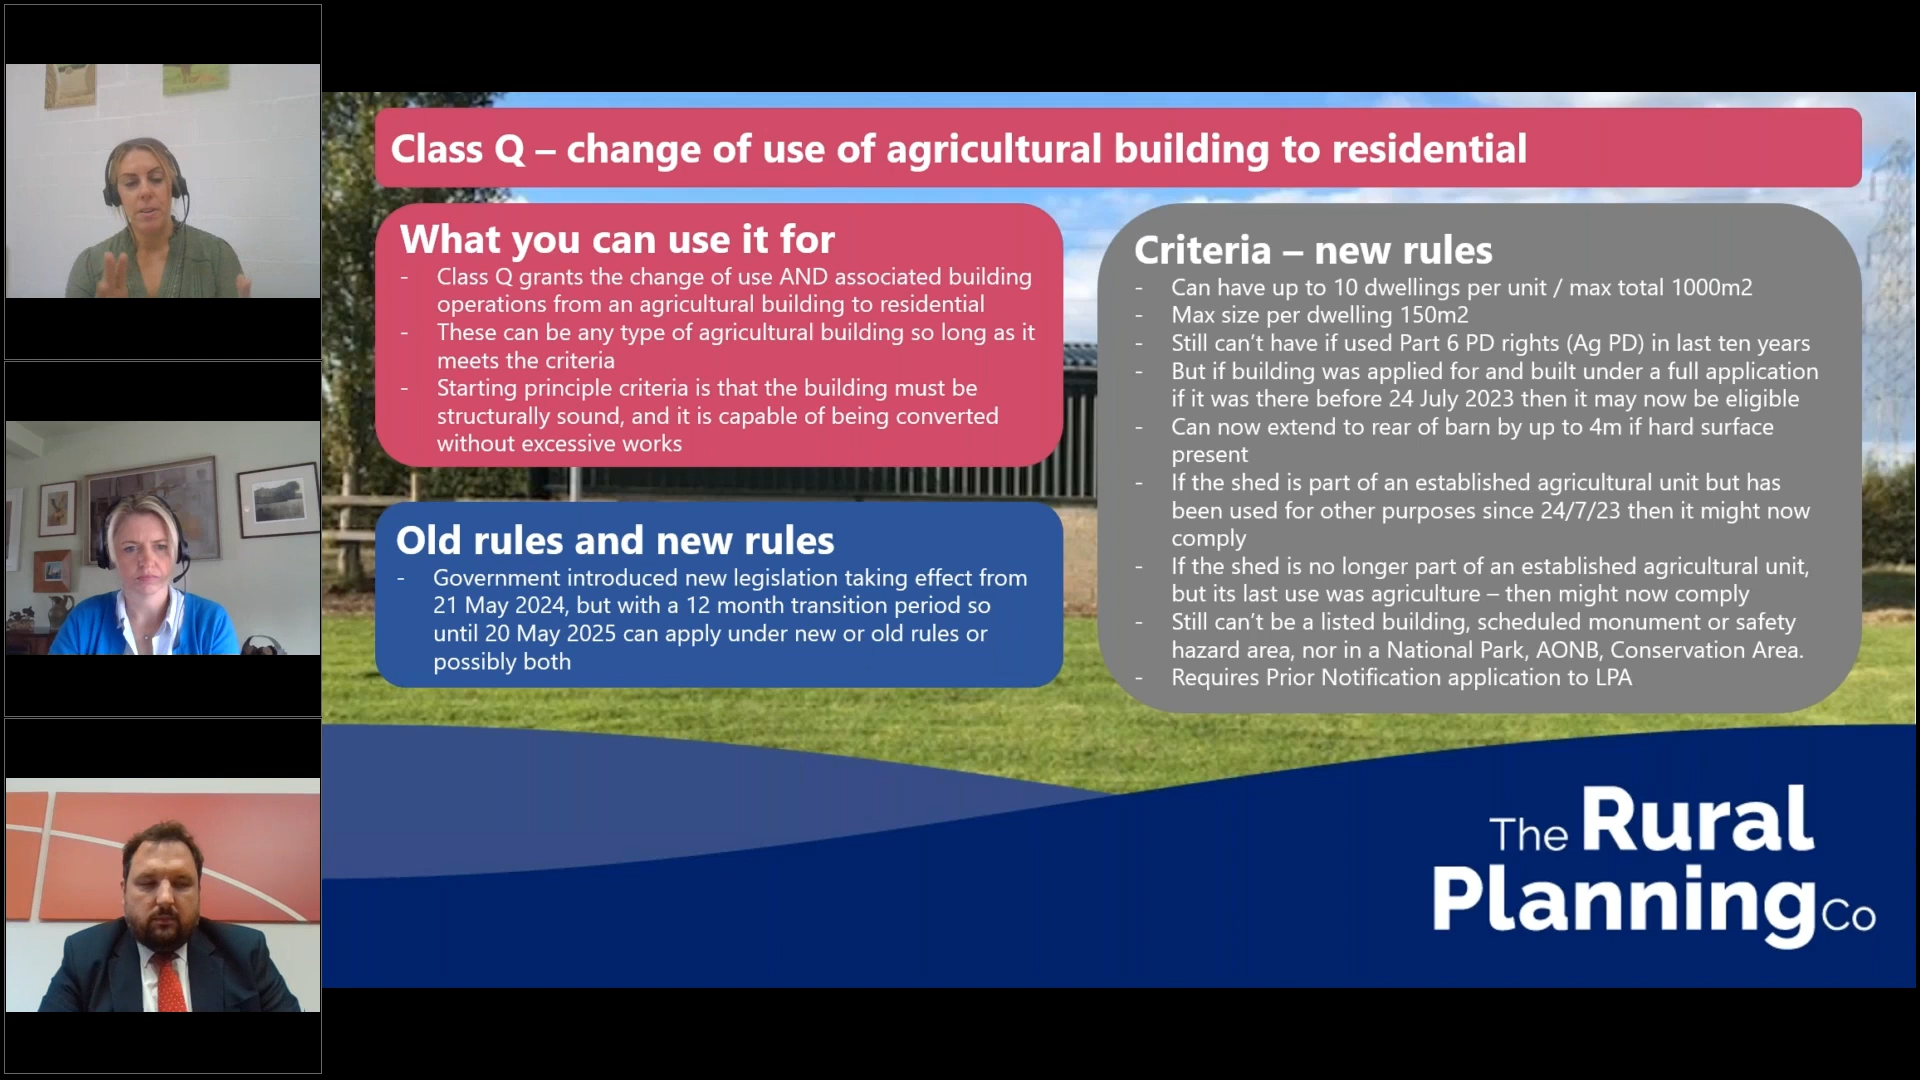 Class Q – change of use of agricultural building to residential
What you can use it for
- Class Q grants the change of use AND associated building
operations from an agricultural building to residential
- These can be any type of agricultural building so long as it
meets the criteria
- Starting principle criteria is that the building must be
structurally sound, and it is capable of being converted
without excessive works
Old rules and new rules
- Government introduced new legislation taking effect from
21 May 2024, but with a 12 month transition period so
until 20 May 2025 can apply under new or old rules or
possibly both
Criteria – new rules
- Can have up to 10 dwellings per unit / max total 1000m2
- Max size per dwelling 150m2
- Still can’t have if used Part 6 PD rights (Ag PD) in last ten years
- But if building was applied for and built under a full application
if it was there before 24 July 2023 then it may now be eligible
- Can now extend to rear of barn by up to 4m if hard surface
present
- If the shed is part of an established agricultural unit but has
been used for other purposes since 24/7/23 then it might now
comply
- If the shed is no longer part of an established agricultural unit,
but its last use was agriculture – then might now comply
- Still can’t be a listed building, scheduled monument or safety
hazard area, nor in a National Park, AONB, Conservation Area.
- Requires Prior Notification application to LPA
The Rural
Planning Co